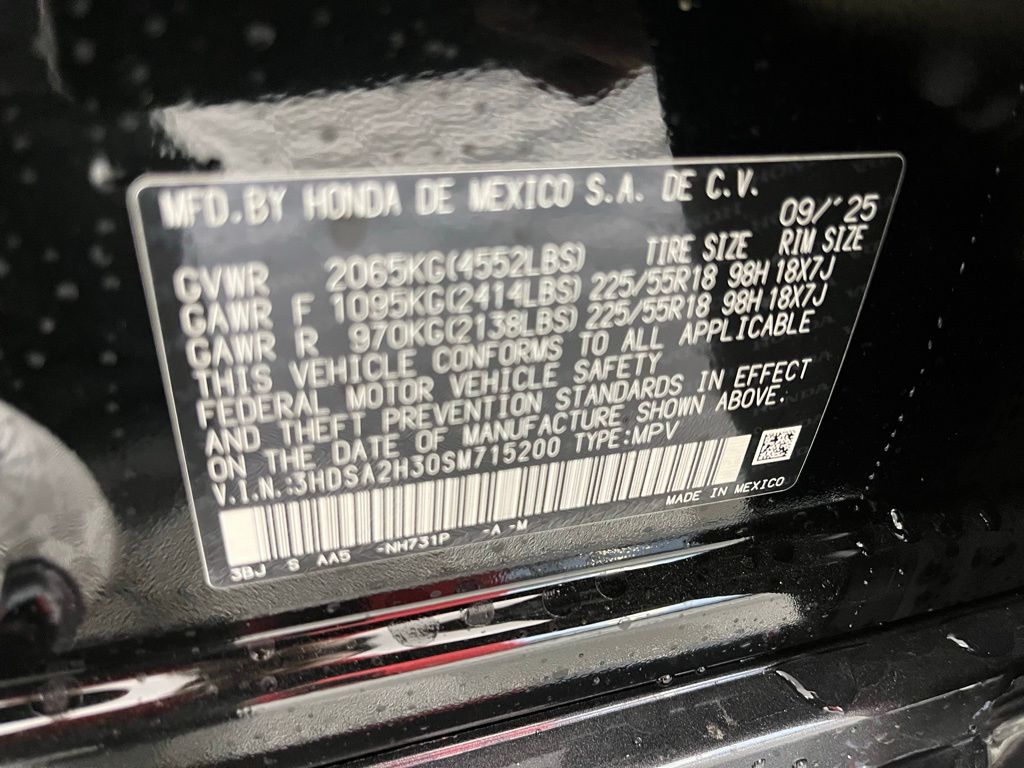 MFD.BY HONDA DE MEXICO S.A. DE C.V.
09/'25
TIRE SIZE RIM SIZE
GVWR 2065KG(4552LBS)
GAWR F 1095KG(2414LBS) 225/55R18 98H 18X7J
GAWR R 970KG(2138LBS) 225/55R18 98H 18X7J
THIS VEHICLE CONFORMS TO ALL APPLICABLE
FEDERAL MOTOR VEHICLE SAFETY
AND THEFT PREVENTION STANDARDS IN EFFECT
ON THE DATE OF MANUFACTURE SHOWN ABOVE.
V.I.N.:3HDSA2H30SM715200 TYPE:MPV
MADE IN MEXICO
3BJ S AA5 -NH731P -A -M